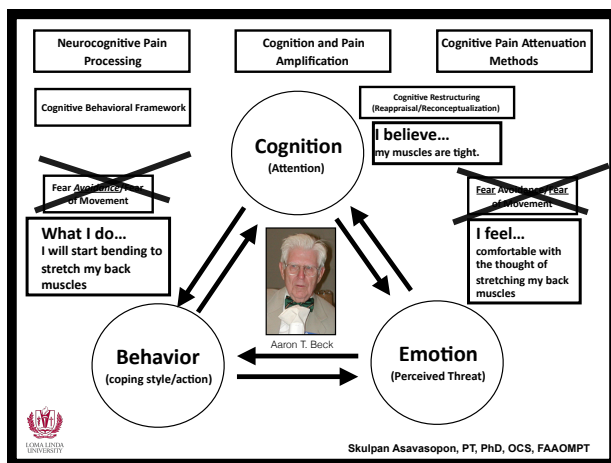 Neurocognitive Pain
Processing
Cognition and Pain
Amplification
Cognitive Pain Attenuation
Methods
Cognitive Behavioral Framework
Cognitive Restructuring
(Reappraisal/Reconceptualization)
Cognition
(Attention)
I believe…
my muscles are tight.
Fear Avoidance/Fear
of Movement
Fear Avoidance/Fear
of Movement
What I do…
I will start bending to
stretch my back
muscles
I feel…
comfortable with
the thought of
stretching my back
muscles
Aaron T. Beck
Behavior
(coping style/action)
Emotion
(Perceived Threat)
LOMA LINDA
UNIVERSITY
Skulpan Asavasopon, PT, PhD, OCS, FAAOMPT